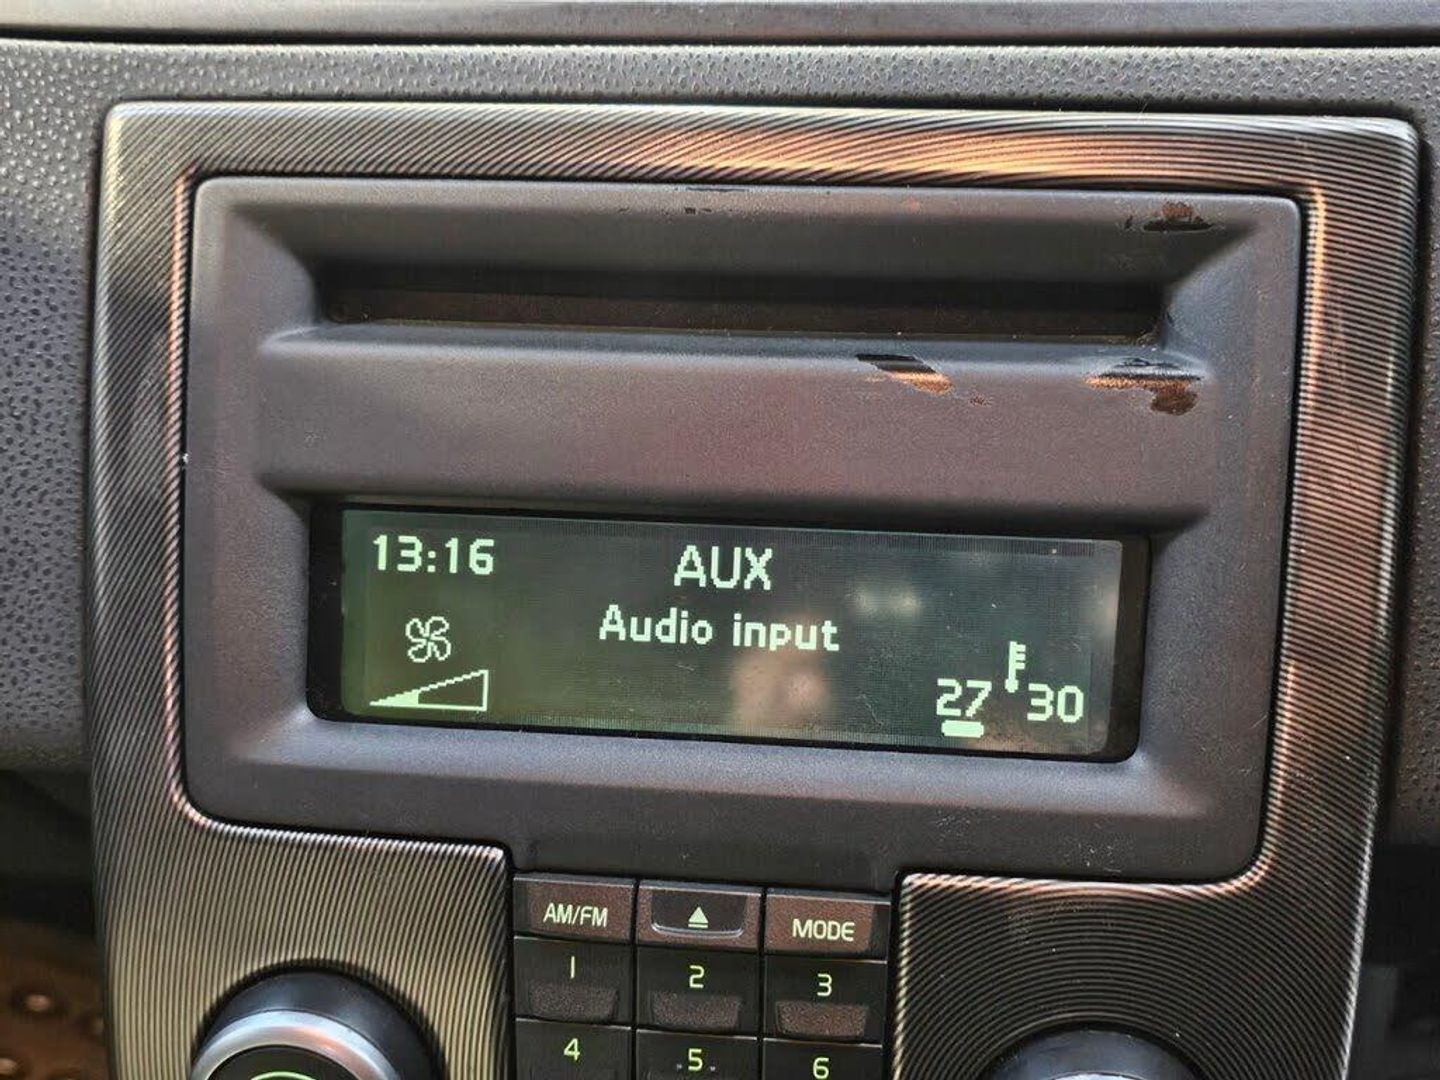 13:16
AUX
Audio input
27 30
AM/FM
MODE
1 2 3
4 5 6